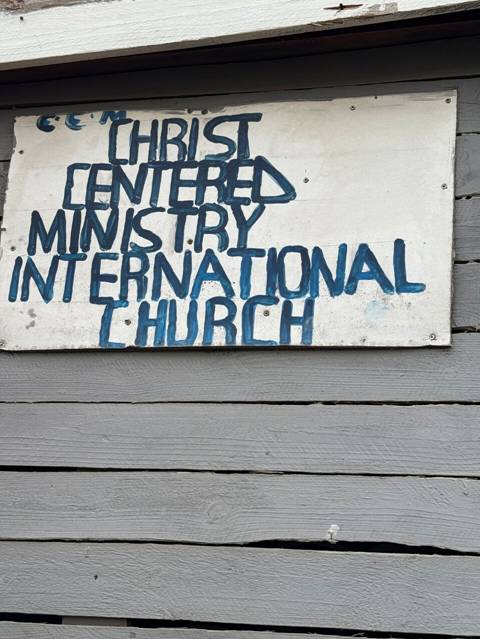 C.C.M
CHRIST
CENTERED
MINISTRY
INTERNATIONAL
CHURCH